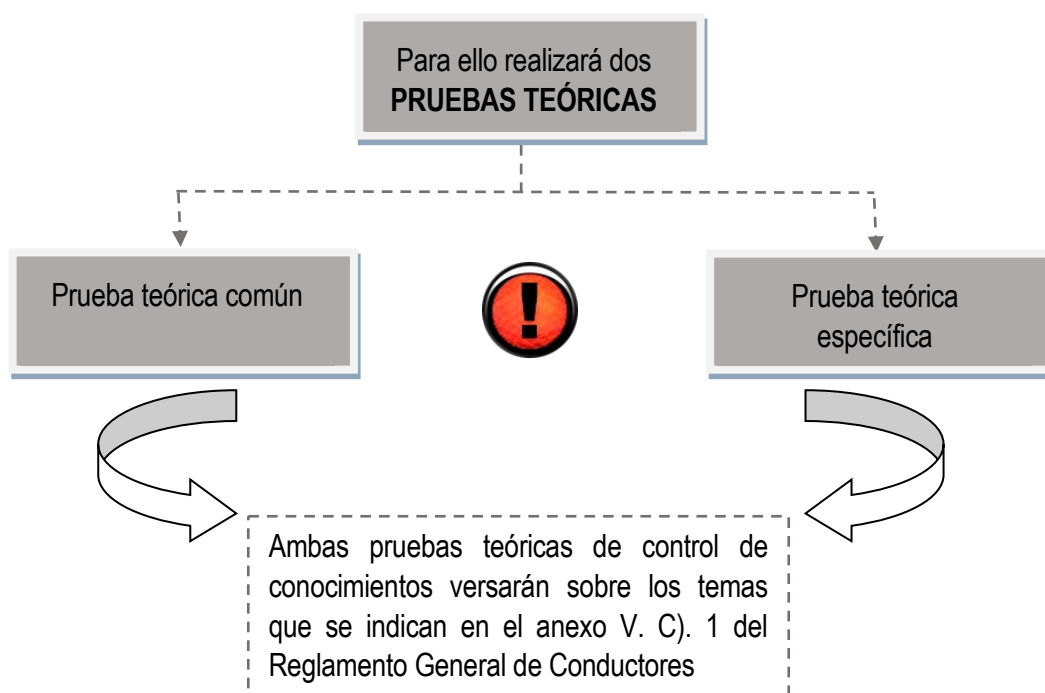 Para ello realizará dos
PRUEBAS TEÓRICAS
Prueba teórica común
Prueba teórica
específica
!
Ambas pruebas teóricas de control de
conocimientos versarán sobre los temas
que se indican en el anexo V. C). 1 del
Reglamento General de Conductores